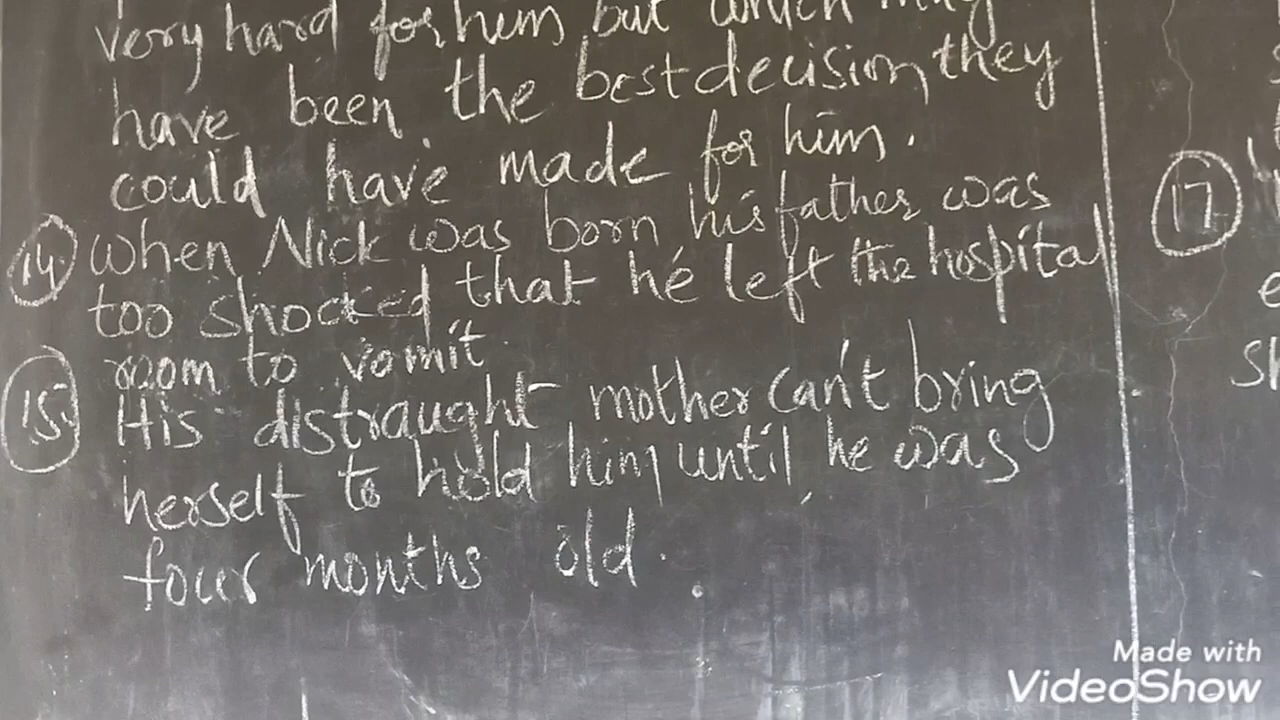 very hard for him, but which may
have been the best decision they
could have made for him.
14 When Nick was born his father was
too shocked that he left the hospital
room to vomit.
15. His distraught mother can't bring
herself to hold him until he was
four months old.
17
Made with
VideoShow